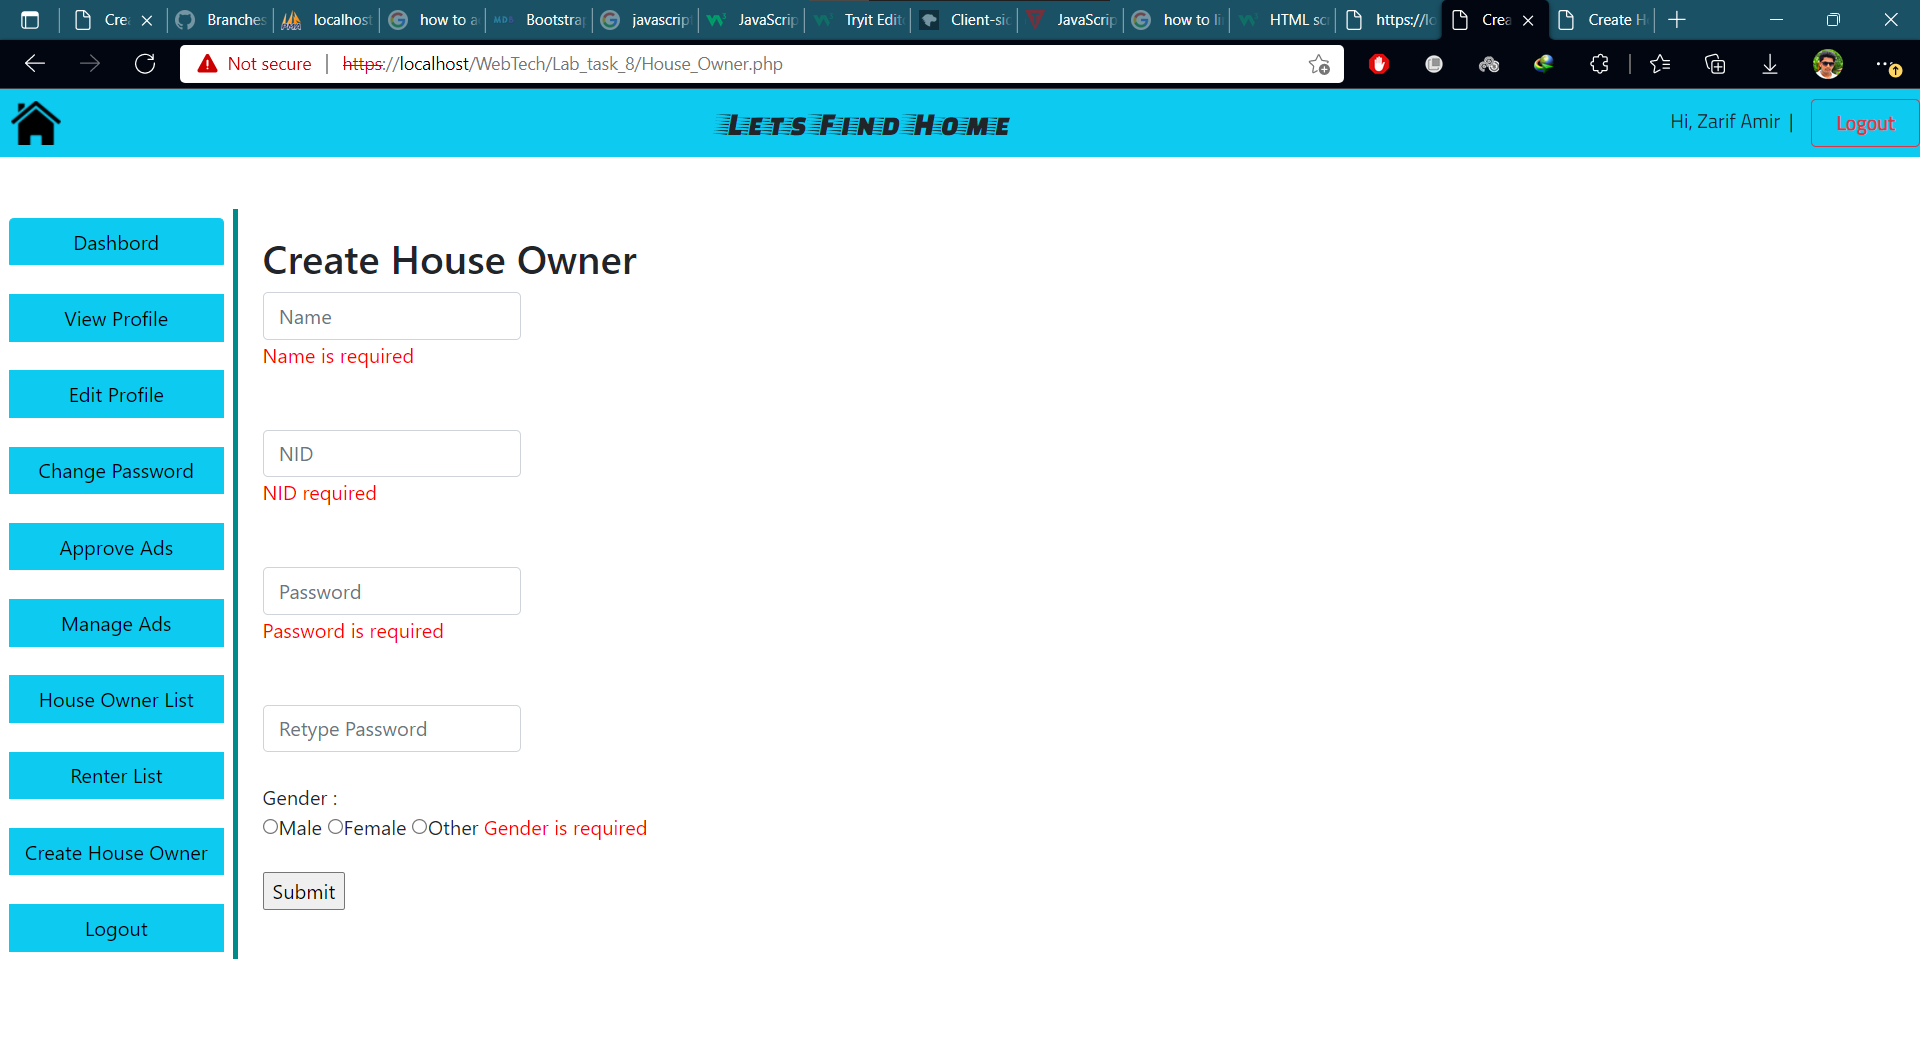 Crea
Branches
localhost
how to a
Bootstrap
javascript
JavaScrip
Tryit Edit
Client-sid
JavaScrip
how to li
HTML scr
https://lo
Crea
Create H
Not secure
https://localhost/WebTech/Lab_task_8/House_Owner.php
Lets Find Home
Hi, Zarif Amir |
Logout
Dashbord
View Profile
Edit Profile
Change Password
Approve Ads
Manage Ads
House Owner List
Renter List
Create House Owner
Logout
Create House Owner
Name
Name is required
NID
NID required
Password
Password is required
Retype Password
Gender :
Male Female Other Gender is required
Submit